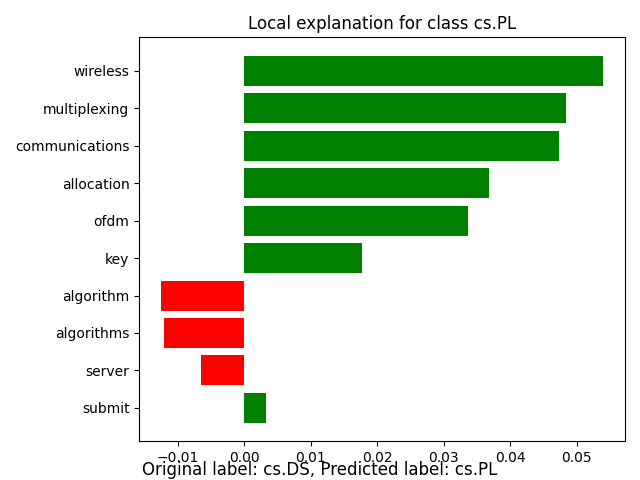 Local explanation for class cs.PL
wireless
multiplexing
communications
allocation
ofdm
key
algorithm
algorithms
server
submit
−0.01 0.00 0.01 0.02 0.03 0.04 0.05
Original label: cs.DS, Predicted label: cs.PL